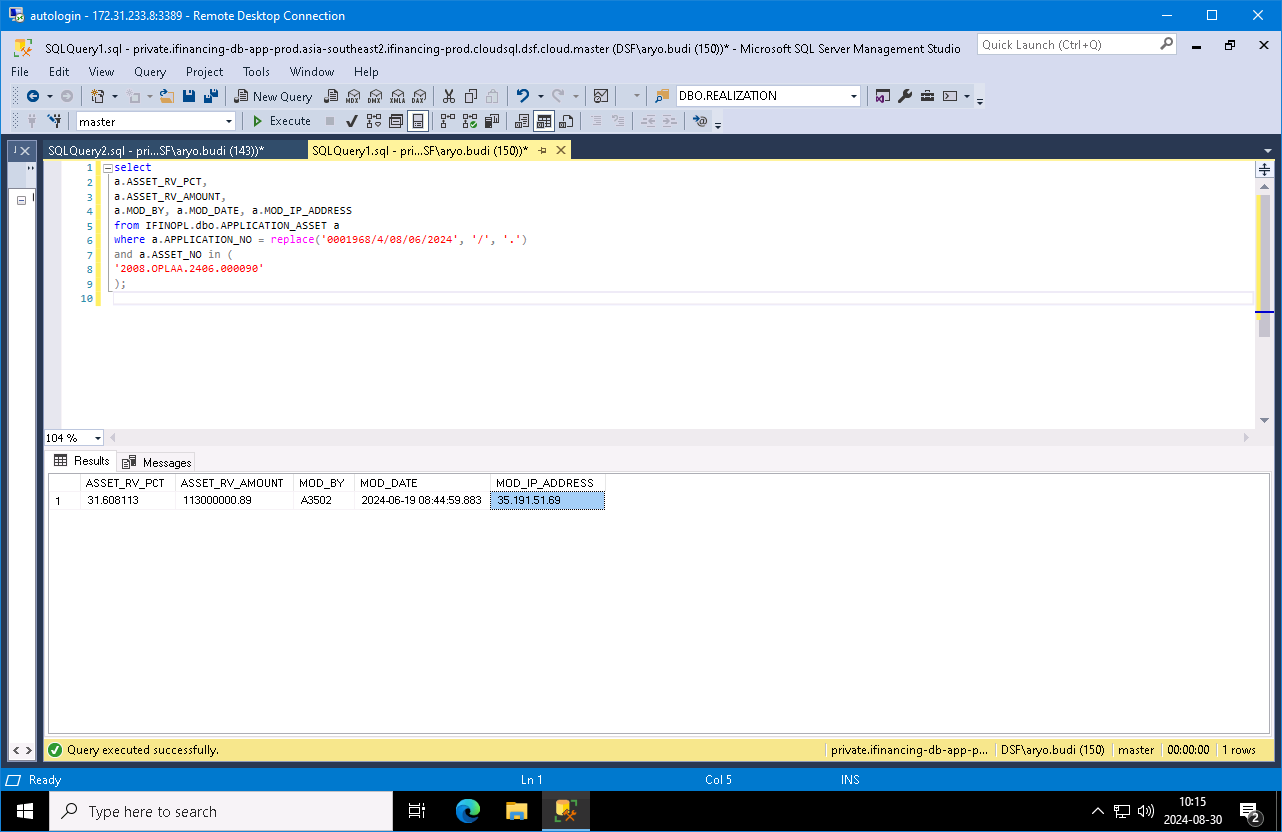 autologin - 172.31.233.8:3389 - Remote Desktop Connection
SQLQuery1.sql - private.ifinancing-db-app-prod.asia-southeast2.ifinancing-prod.cloudsql.dsf.cloud.master (DSF\aryo.budi (150))* - Microsoft SQL Server Management Studio
Quick Launch (Ctrl+Q)
File Edit View Query Project Tools Window Help
New Query MDX DMX XMLA DAX DBO.REALIZATION
master Execute
SQLQuery2.sql - pri...SF\aryo.budi (143))* SQLQuery1.sql - pri...SF\aryo.budi (150))*
1 select
2 a.ASSET_RV_PCT,
3 a.ASSET_RV_AMOUNT,
4 a.MOD_BY, a.MOD_DATE, a.MOD_IP_ADDRESS
5 from IFINOPL.dbo.APPLICATION_ASSET a
6 where a.APPLICATION_NO = replace('0001968/4/08/06/2024', '/', '.')
7 and a.ASSET_NO in (
8 '2008.OPLAA.2406.000090'
9 );
10
104 %
Results Messages
ASSET_RV_PCT ASSET_RV_AMOUNT MOD_BY MOD_DATE MOD_IP_ADDRESS
1 31.608113 113000000.89 A3502 2024-06-19 08:44:59.883 35.191.51.69
Query executed successfully. private.ifinancing-db-app-p... DSF\aryo.budi (150) master 00:00:00 1 rows
Ready Ln 1 Col 5 INS
Type here to search
10:15
2024-08-30
2